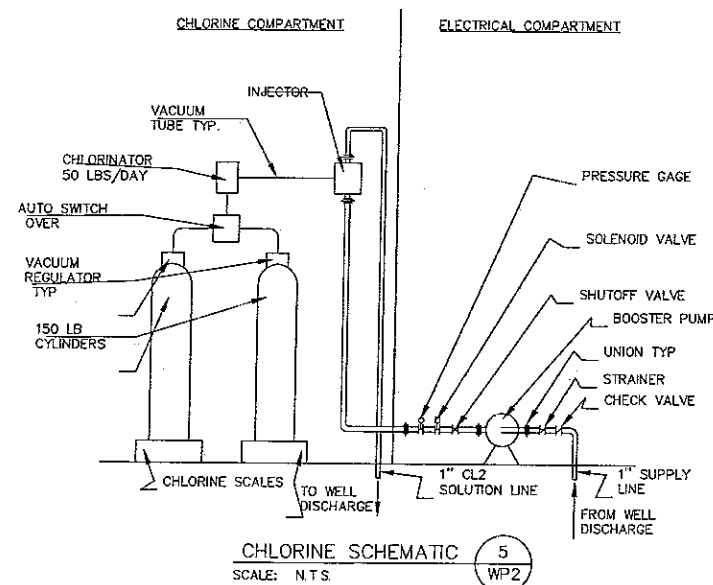 CHLORINE COMPARTMENT
ELECTRICAL COMPARTMENT
INJECTOR
VACUUM
TUBE TYP.
CHLORINATOR
50 LBS/DAY
AUTO SWITCH
OVER
VACUUM
REGULATOR
TYP
150 LB
CYLINDERS
PRESSURE GAGE
SOLENOID VALVE
SHUTOFF VALVE
BOOSTER PUMP
UNION TYP
STRAINER
CHECK VALVE
CHLORINE SCALES
TO WELL
DISCHARGE
1" CL2
SOLUTION LINE
1" SUPPLY
LINE
FROM WELL
DISCHARGE
CHLORINE SCHEMATIC
SCALE: N.T.S.
5
WP2